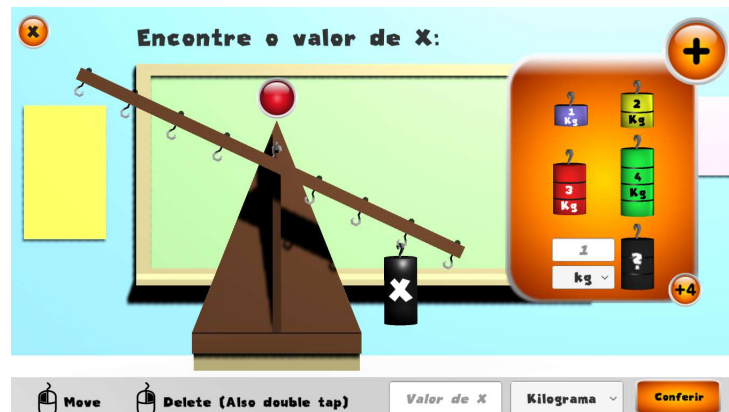 X
Encontre o valor de X:
+
1
Kg
2
Kg
3
Kg
4
Kg
1
kg
?
X
+4
Move
Delete (Also double tap)
Valor de X
Kilograma
Conferir